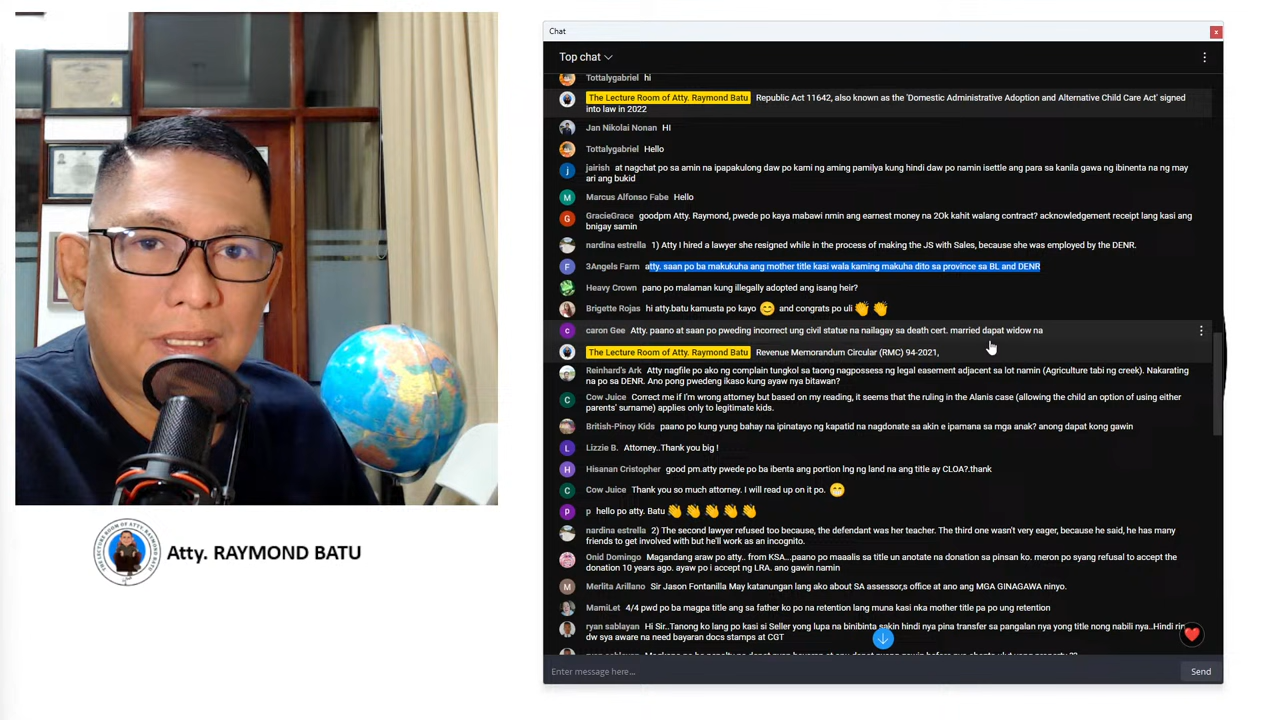 Chat
x
Top chat
Tottalygabriel hi
The Lecture Room of Atty. Raymond Batu Republic Act 11642, also known as the 'Domestic Administrative Adoption and Alternative Child Care Act' signed
into law in 2022
Jan Nikolai Nonan HI
Tottalygabriel Hello
j jairish at nagchat po sa amin na ipapakulong daw po kami ng aming pamilya kung hindi daw po namin isettle ang para sa kanila gawa ng ibinenta na ng may
ari ang bukid
M Marcus Alfonso Fabe Hello
G GracieGrace goodpm Atty. Raymond, pwede po kaya mabawi nmin ang earnest money na 20k kahit walang contract? acknowledgement receipt lang kasi ang
bnigay samin
nardina estrella 1) Atty I hired a lawyer she resigned while in the process of making the JS with Sales, because she was employed by the DENR.
F 3Angels Farm atty. saan po ba makukuha ang mother title kasi wala kaming makuha dito sa province sa BL and DENR
Heavy Crown pano po malaman kung illegally adopted ang isang heir?
Brigette Rojas hi atty.batu kamusta po kayo 😊 and congrats po uli 👏 👏
c caron Gee Atty. paano at saan po pweding incorrect ung civil statue na nailagay sa death cert. married dapat widow na
The Lecture Room of Atty. Raymond Batu Revenue Memorandum Circular (RMC) 94-2021,
Reinhard's Ark Atty nagfile po ako ng complain tungkol sa taong nagpossess ng legal easement adjacent sa lot namin (Agriculture tabi ng creek). Nakarating
na po sa DENR. Ano pong pwedeng ikaso kung ayaw nya bitawan?
C Cow Juice Correct me if I'm wrong attorney but based on my reading, it seems that the ruling in the Alanis case (allowing the child an option of using either
parents' surname) applies only to legitimate kids.
British-Pinoy Kids paano po kung yung bahay na ipinatayo ng kapatid na nagdonate sa akin e ipamana sa mga anak? anong dapat kong gawin
L Lizzie B. Attorney..Thank you big !
H Hisanan Cristopher good pm.atty pwede po ba ibenta ang portion lng ng land na ang title ay CLOA?.thank
C Cow Juice Thank you so much attorney. I will read up on it po. 😁
p p hello po atty. Batu 👏 👏 👏 👏 👏
nardina estrella 2) The second lawyer refused too because, the defendant was her teacher. The third one wasn't very eager, because he said, he has many
friends to get involved with but he'll work as an incognito.
Onid Domingo Magandang araw po atty.. from KSA...paano po maaalis sa title un anotate na donation sa pinsan ko. meron po syang refusal to accept the
donation 10 years ago. ayaw po i accept ng LRA. ano gawin namin
M Merlita Arillano Sir Jason Fontanilla May katanungan lang ako about SA assessor,s office at ano ang MGA GINAGAWA ninyo.
MamiLet 4/4 pwd po ba magpa title ang sa father ko po na retention lang muna kasi nka mother title pa po ung retention
ryan sablayan Hi Sir..Tanong ko lang po kasi si Seller yong lupa na binibinta sakin hindi nya pina transfer sa pangalan nya yong title nong nabili nya..Hindi rin
dw sya aware na need bayaran docs stamps at CGT
Enter message here...
Send
THE LECTURE ROOM OF ATTY. RAYMOND BATU
Atty. RAYMOND BATU